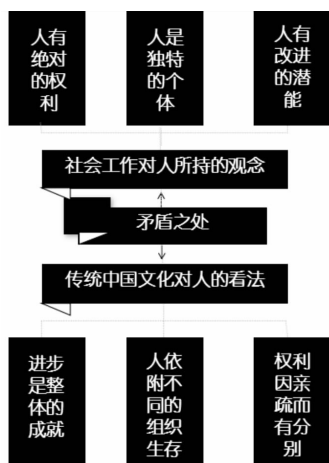 人有
绝对
的权
利
人是
独特
的个
体
人有
改进
的潜
能
社会工作对人所持的观念
矛盾之处
传统中国文化对人的看法
进步
是整
体的
成就
人依
附不
同的
组织
生存
权利
因亲
疏而
有分
别